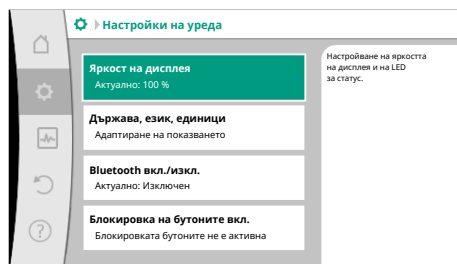 Настройки на уреда
Яркост на дисплея
Актуално: 100 %
Настройване на яркостта
на дисплея и на LED
за статус.
Държава, език, единици
Адаптиране на показването
Bluetooth вкл./изкл.
Актуално: Изключен
Блокировка на бутоните вкл.
Блокировката бутоните не е активна